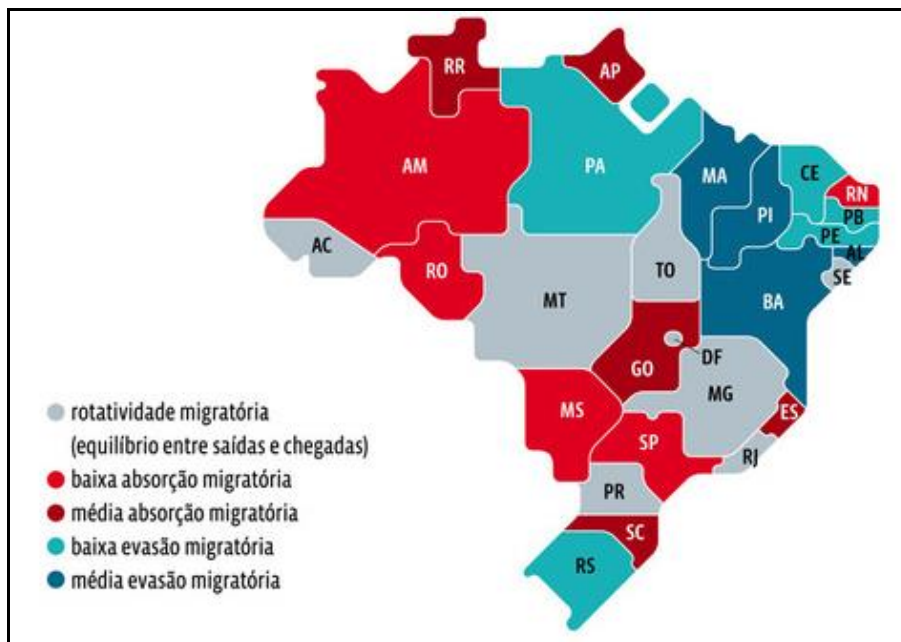 RR
AP
AM
PA
MA
CE
RN
PI
PB
PE
AL
SE
AC
RO
TO
MT
BA
DF
GO
MG
MS
ES
SP
RJ
PR
SC
RS
rotatividade migratória
(equilíbrio entre saídas e chegadas)
baixa absorção migratória
média absorção migratória
baixa evasão migratória
média evasão migratória